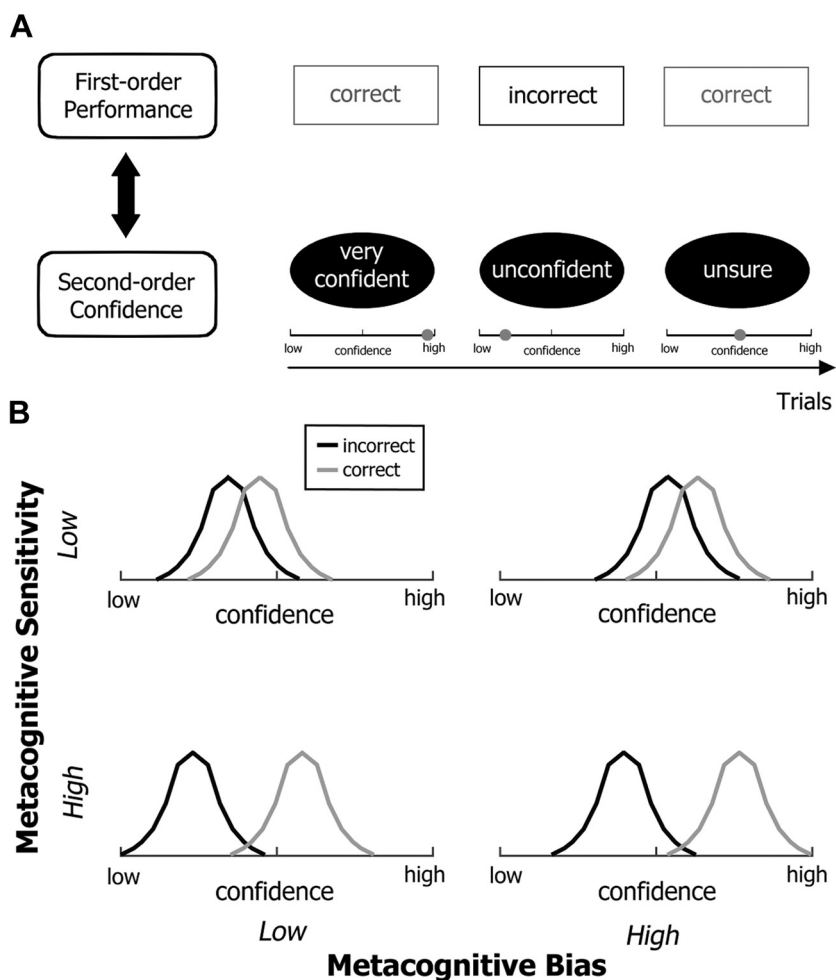 A
First-order
Performance
correct
incorrect
correct
Second-order
Confidence
very
confident
unconfident
unsure
low confidence high
low confidence high
low confidence high
Trials
B
incorrect
correct
Metacognitive Sensitivity
Low
low confidence high
low confidence high
High
low confidence high
low confidence high
Low
High
Metacognitive Bias